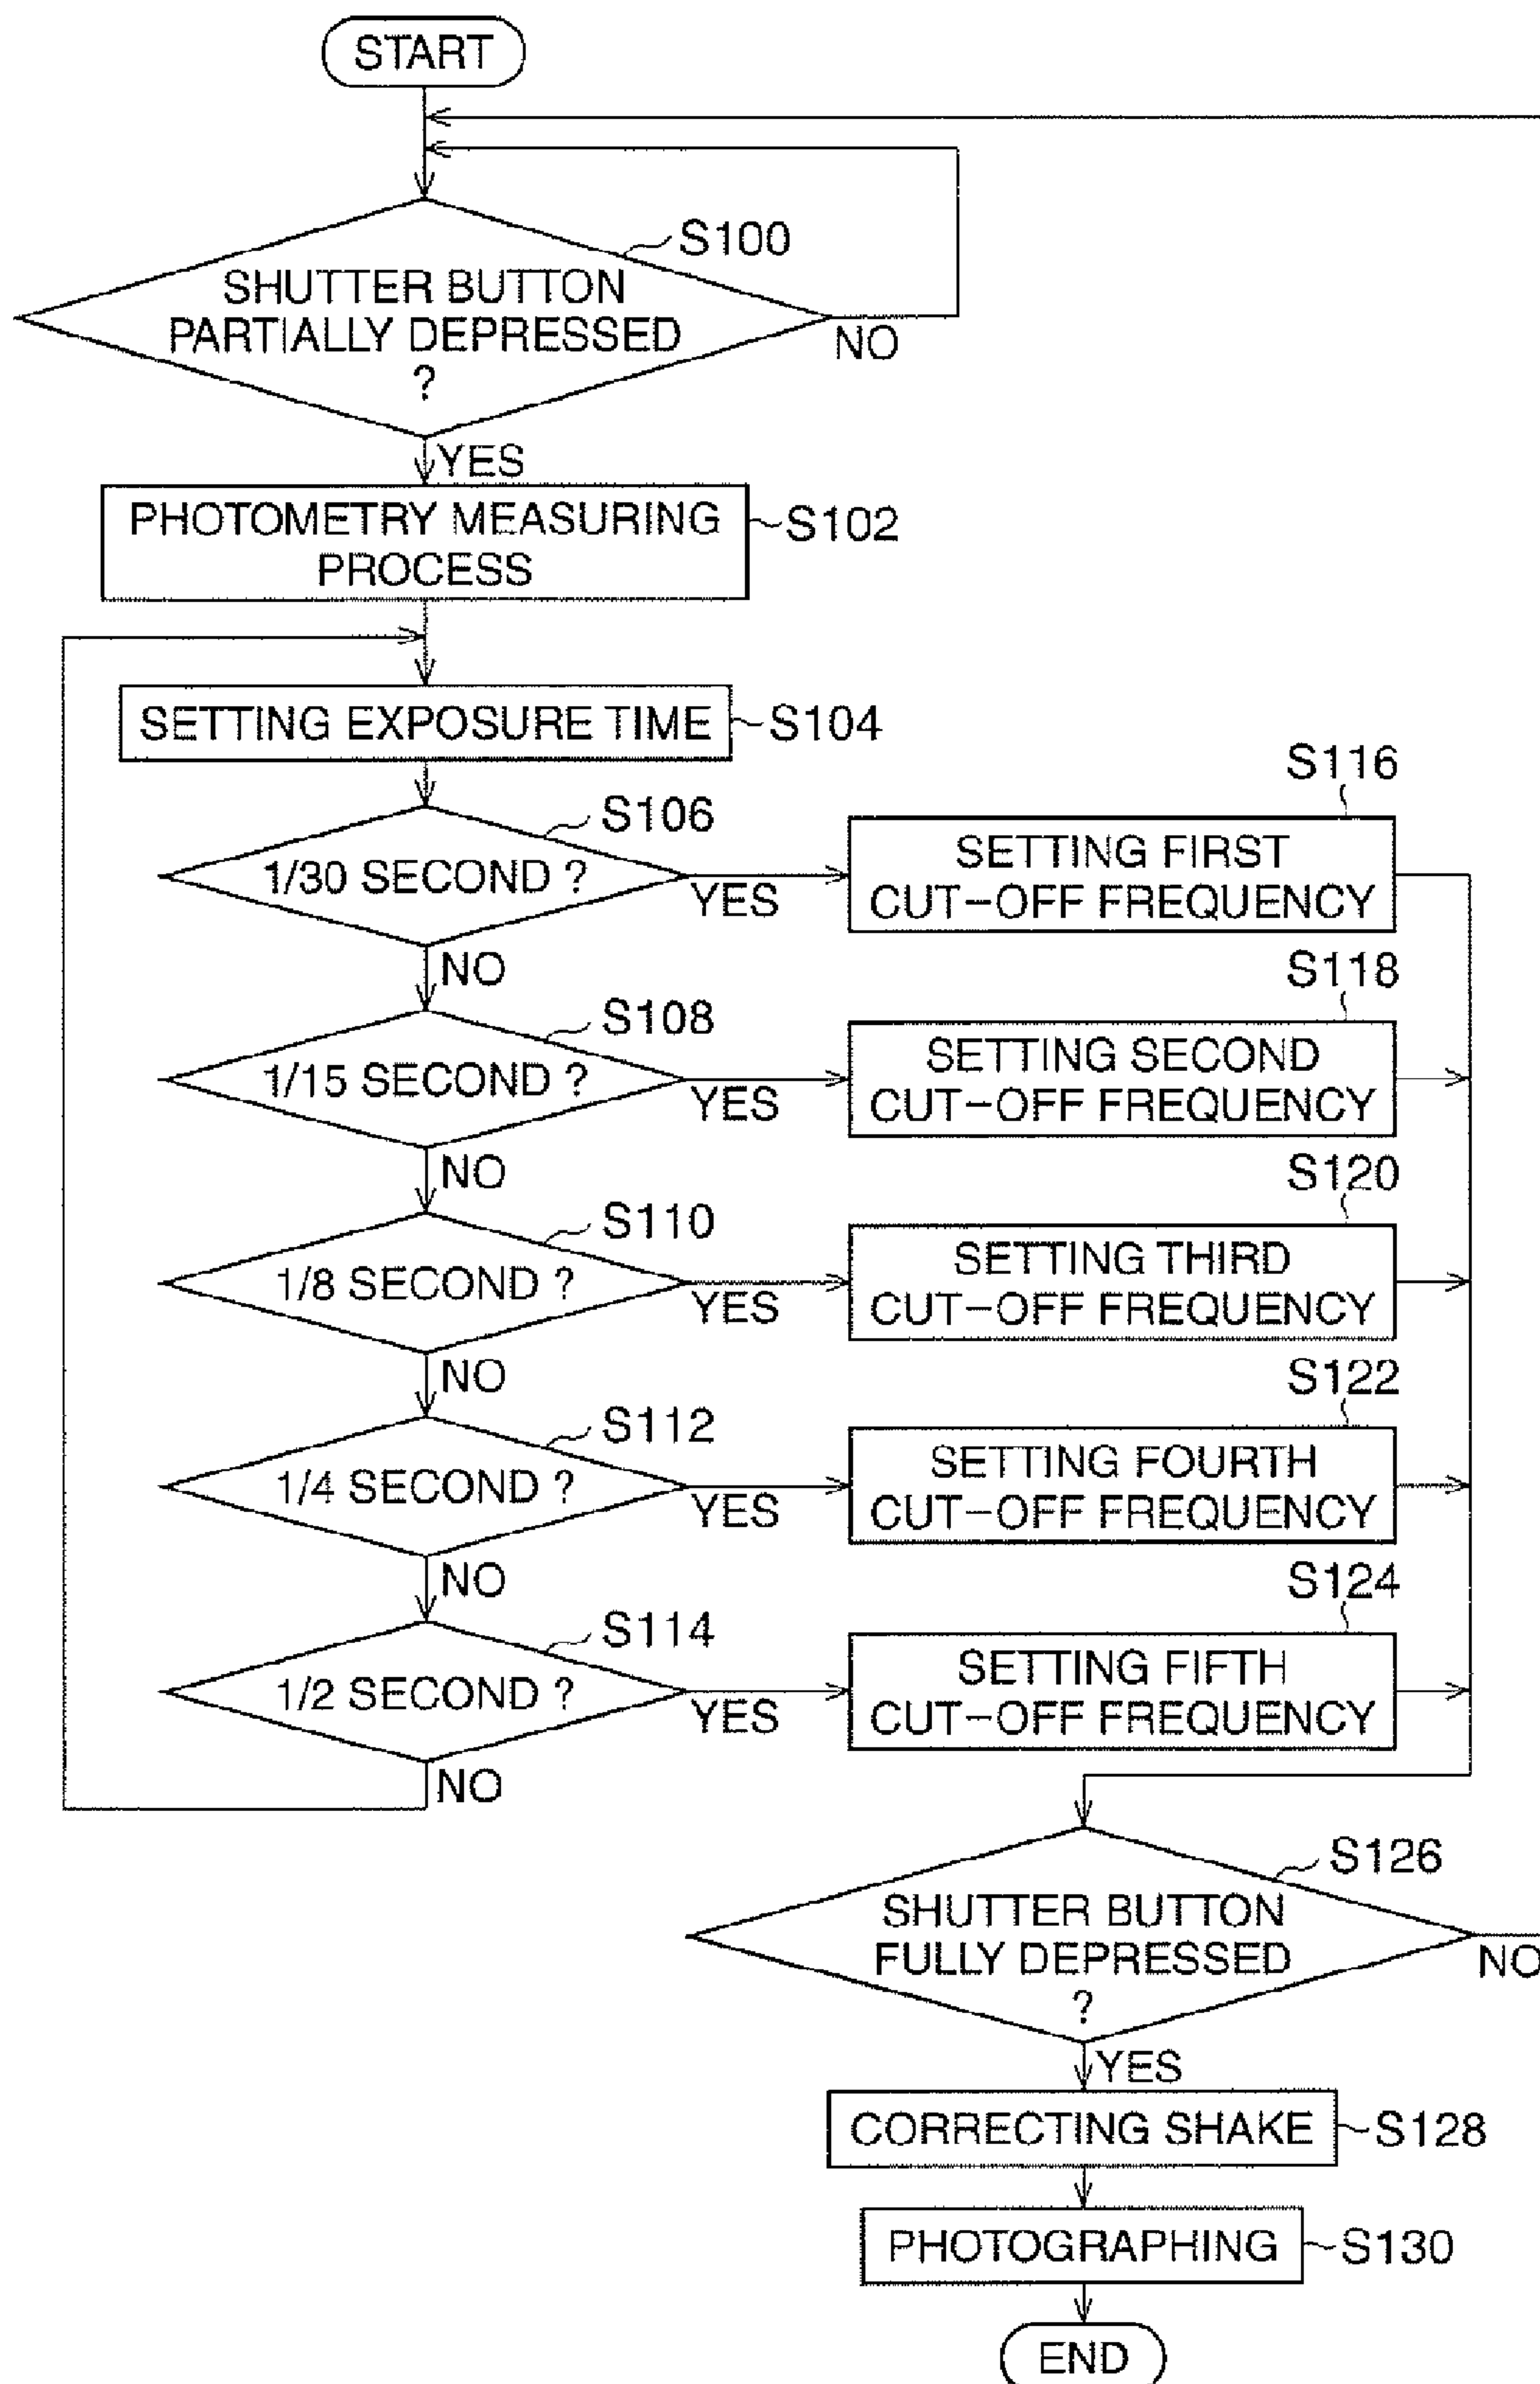 START
S100
SHUTTER BUTTON
PARTIALLY DEPRESSED
?
NO
YES
PHOTOMETRY MEASURING
PROCESS
S102
SETTING EXPOSURE TIME
S104
S106
1/30 SECOND ?
YES
NO
S116
SETTING FIRST
CUT-OFF FREQUENCY
S108
1/15 SECOND ?
YES
NO
S118
SETTING SECOND
CUT-OFF FREQUENCY
S110
1/8 SECOND ?
YES
NO
S120
SETTING THIRD
CUT-OFF FREQUENCY
S112
1/4 SECOND ?
YES
NO
S122
SETTING FOURTH
CUT-OFF FREQUENCY
S114
1/2 SECOND ?
YES
NO
S124
SETTING FIFTH
CUT-OFF FREQUENCY
S126
SHUTTER BUTTON
FULLY DEPRESSED
?
NO
YES
CORRECTING SHAKE
S128
PHOTOGRAPHING
S130
END